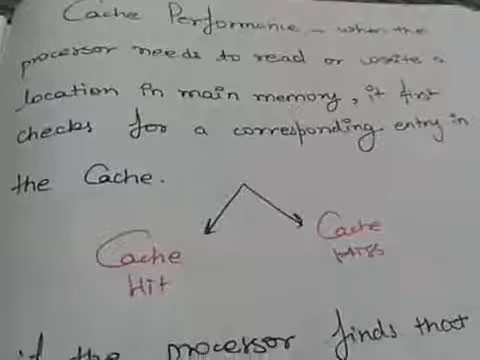 Cache Performance - when the
processor needs to read or write a
location in main memory, it first
checks for a corresponding entry in
the Cache.
Cache
Hit
Cache
Miss
if the processor finds that